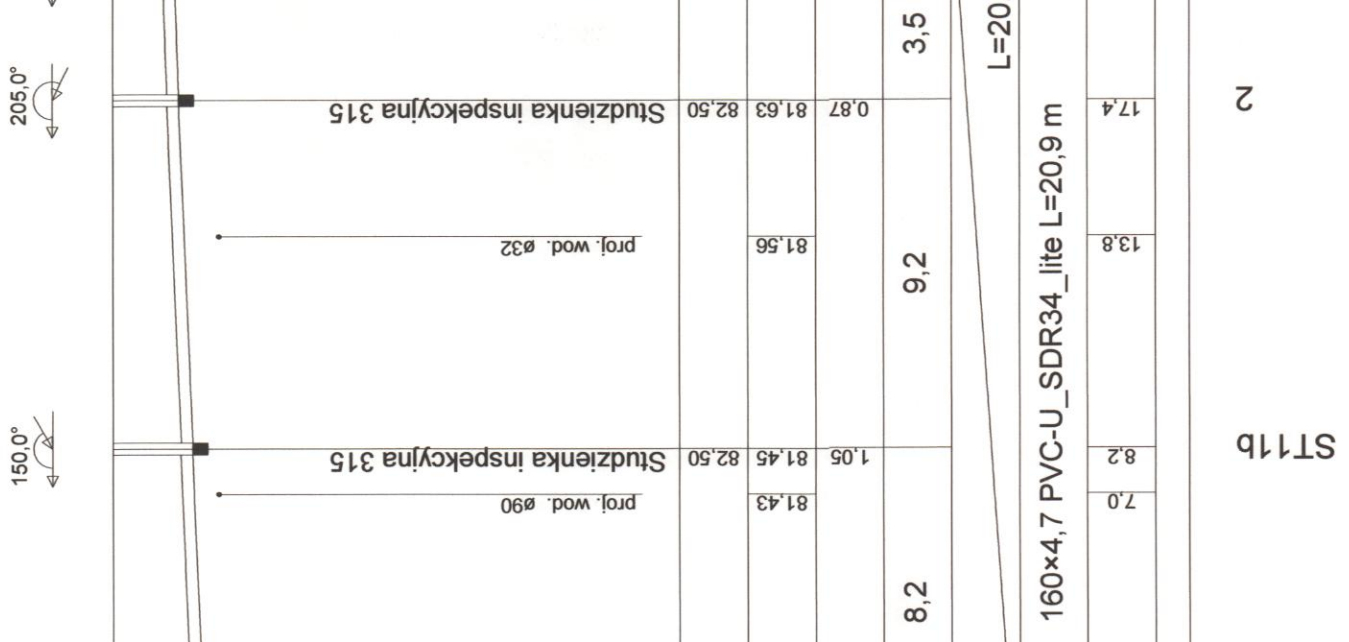 205,0°
Studzienka inspekcyjna 315
82,50
81,63
0,87
3,5
L=20
17,4
2
proj. wod. ø32
81,56
9,2
13,8
160×4,7 PVC-U_SDR34_lite L=20,9 m
150,0°
Studzienka inspekcyjna 315
82,50
81,45
1,05
8,2
ST11b
proj. wod. ø90
81,43
7,0
8,2